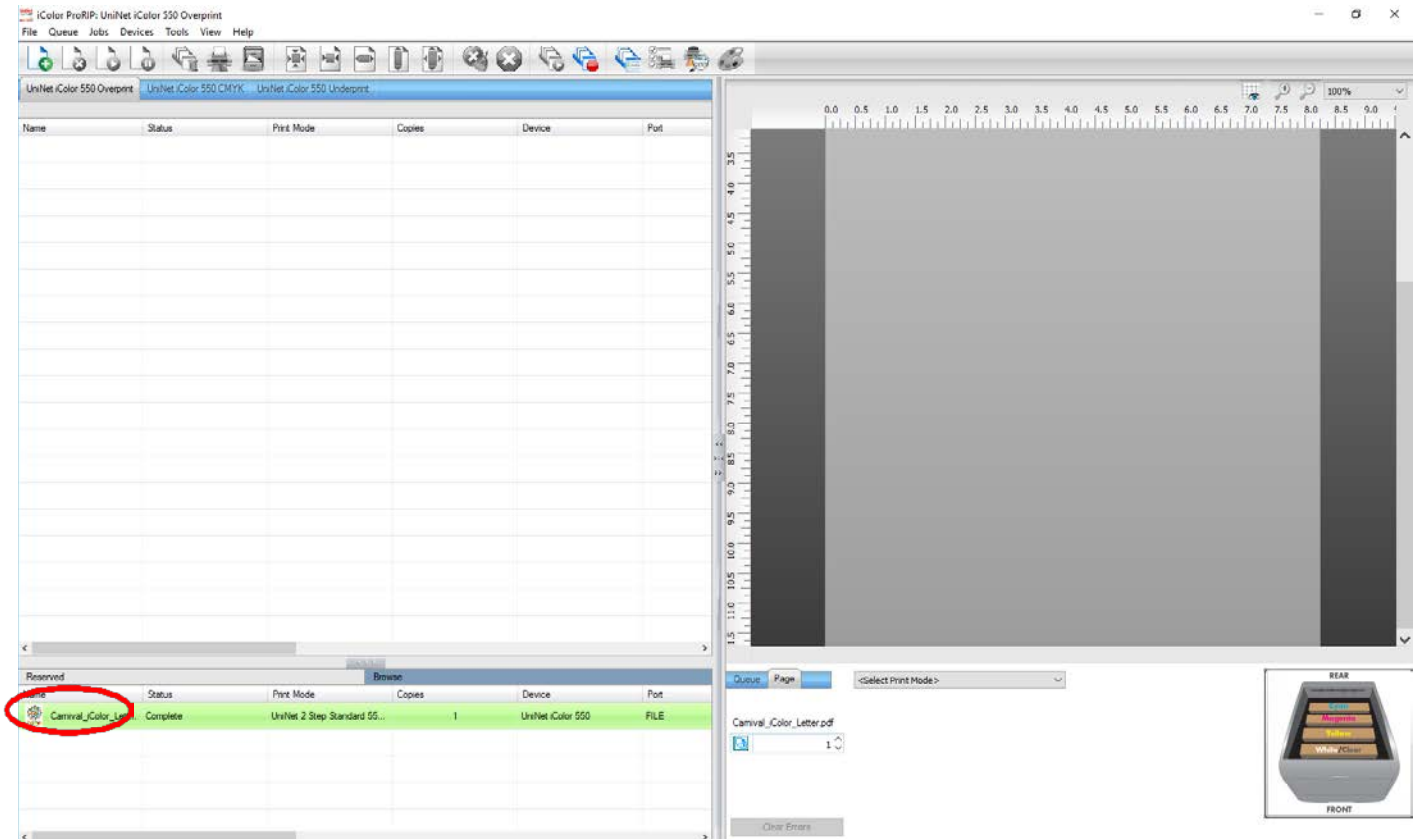 iColor ProRIP: UniNet iColor 550 Overprint
File Queue Jobs Devices Tools View Help
UniNet iColor 550 Overprint UniNet iColor 550 CMYK UniNet iColor 550 Underprint
100%
0.0 0.5 1.0 1.5 2.0 2.5 3.0 3.5 4.0 4.5 5.0 5.5 6.0 6.5 7.0 7.5 8.0 8.5 9.0
Name Status Print Mode Copies Device Port
3.5
4.0
4.5
5.0
5.5
6.0
6.5
7.0
7.5
8.0
8.5
9.0
9.5
10.0
10.5
11.0
Reserved Browse
Name Status Print Mode Copies Device Port
Carnival_iColor_Lett... Complete UniNet 2 Step Standard 55... 1 UniNet iColor 550 FILE
Queue Page <Select Print Mode>
Carnival_iColor_Letter.pdf
1
Clear Errors
REAR
Cyan
Magenta
Yellow
White/Clear
FRONT